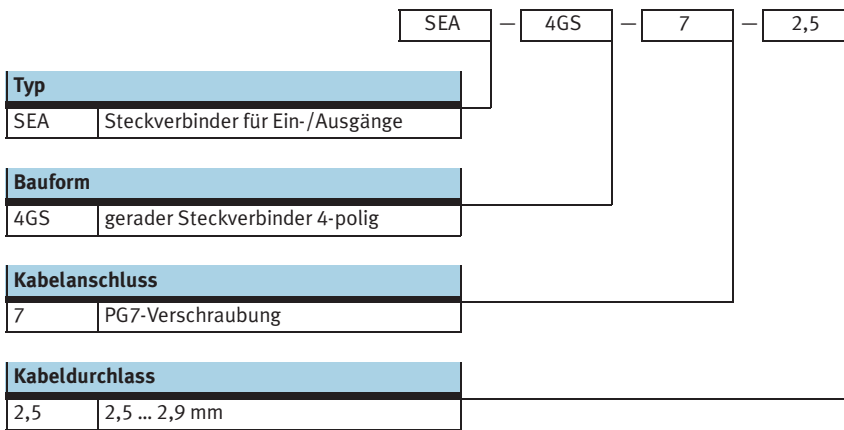 SEA — 4GS — 7 — 2,5
Typ
SEA Steckverbinder für Ein-/Ausgänge
Bauform
4GS gerader Steckverbinder 4-polig
Kabelanschluss
7 PG7-Verschraubung
Kabeldurchlass
2,5 2,5 ... 2,9 mm